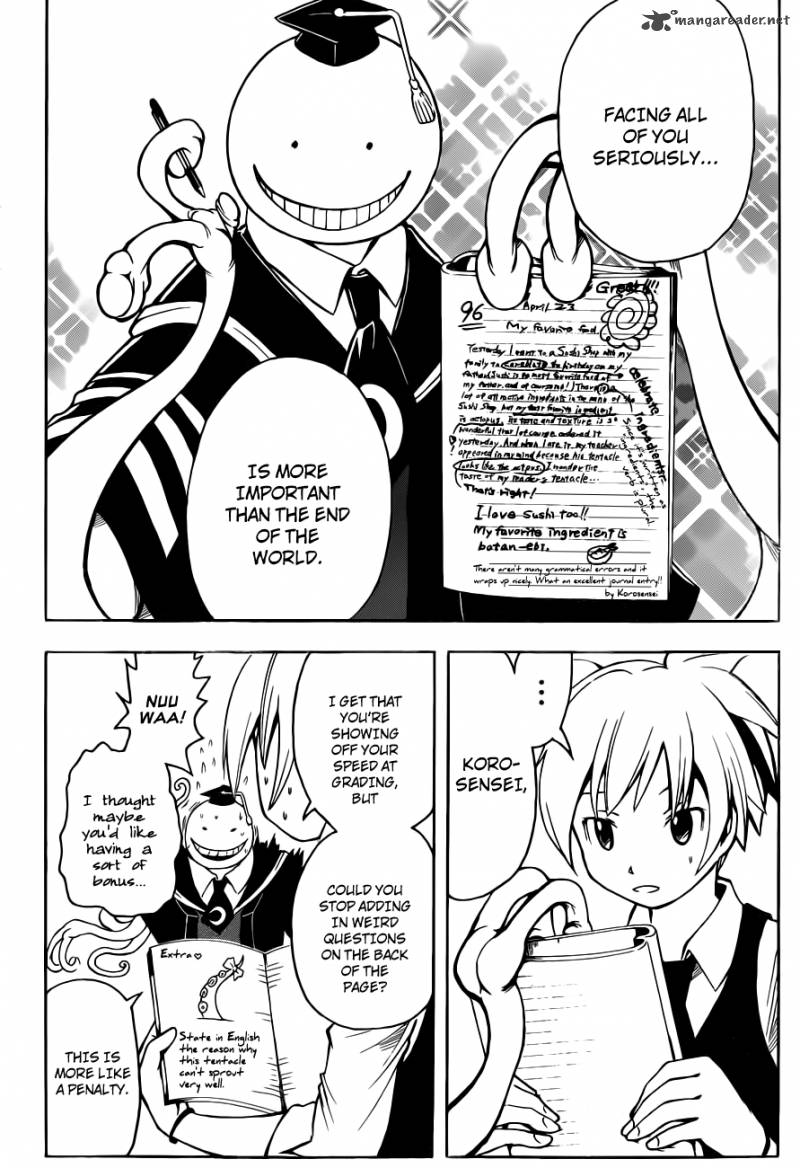 mangareader.net
FACING ALL
OF YOU
SERIOUSLY...
Great!!!
96
April 23
My favorite food
Yesterday I went to a Sushi Shop with my
family to celebrate the birthday on my
father. Sushi is the most favorite food of
my father. and of course me! There is a
lot of attractive ingredients in the menu of the
Sushi Shop but my most favorite ingredient
is octopus. Its taste and texture is so
wonderful that of course ordered it
yesterday. And when I ate it, my teacher
appeared in my mind because his tentacle
looks like the octpus. I wonder the
taste of my teacher's tentacle...
That's right!
I love sushi too!!
My favorite ingredient is
botan-ebi.
There aren't many grammatical errors and it
wraps up nicely. What an excellent journal entry!!
by Korosensei
celebrate
Ingredients:
IS MORE
IMPORTANT
THAN THE END
OF THE
WORLD.
...
KORO-
SENSEI,
I GET THAT
YOU'RE
SHOWING
OFF YOUR
SPEED AT
GRADING,
BUT
COULD YOU
STOP ADDING
IN WEIRD
QUESTIONS
ON THE BACK
OF THE
PAGE?
NUU
WAA!
I thought
maybe
you'd like
having a
sort of
bonus...
Extra♡
State in English
the reason why
this tentacle
can't sprout
very well.
THIS IS
MORE LIKE
A PENALTY.